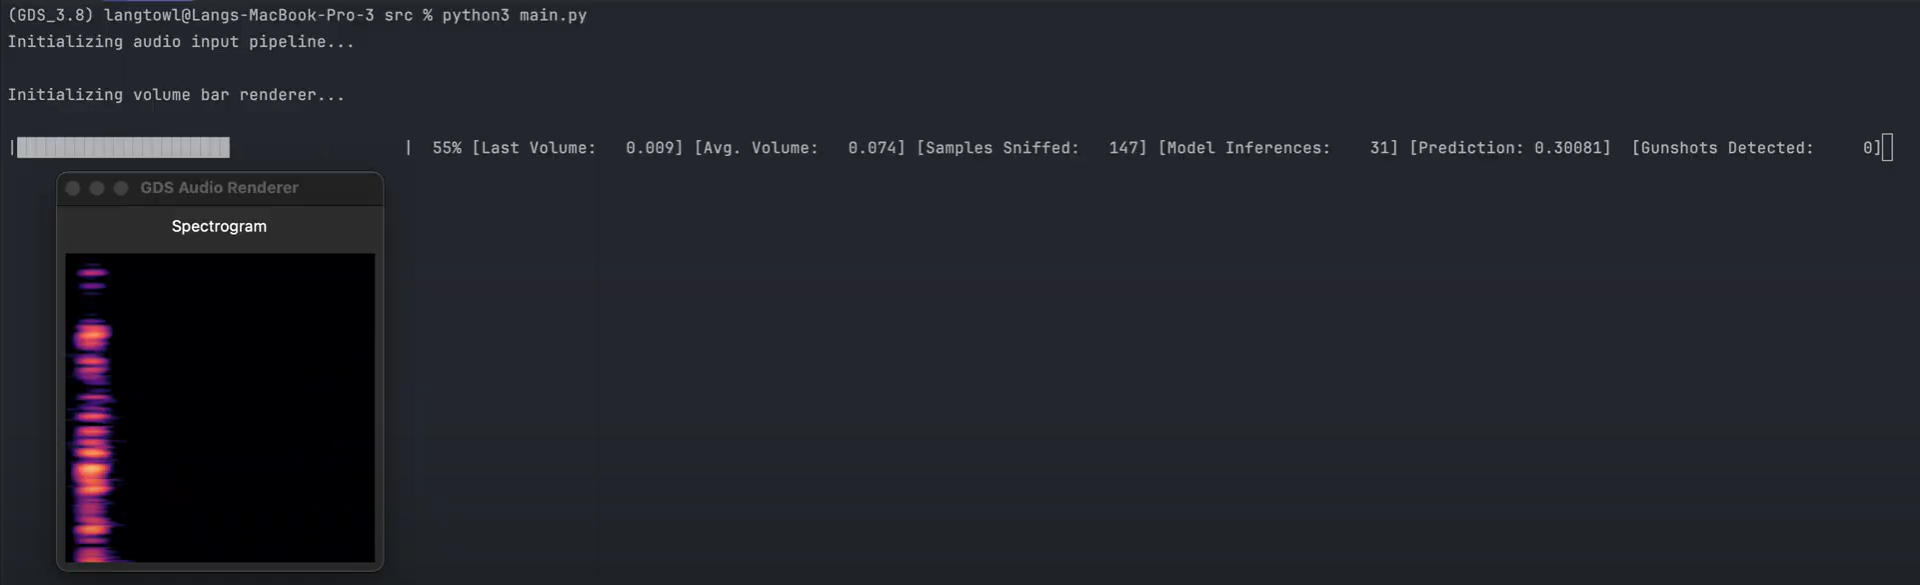 (GDS_3.8) langtowl@Langs-MacBook-Pro-3 src % python3 main.py
Initializing audio input pipeline...
Initializing volume bar renderer...
|██████████████████████                  |  55% [Last Volume:   0.009] [Avg. Volume:   0.074] [Samples Sniffed:   147] [Model Inferences:    31] [Prediction: 0.30081]  [Gunshots Detected:     0]
GDS Audio Renderer
Spectrogram